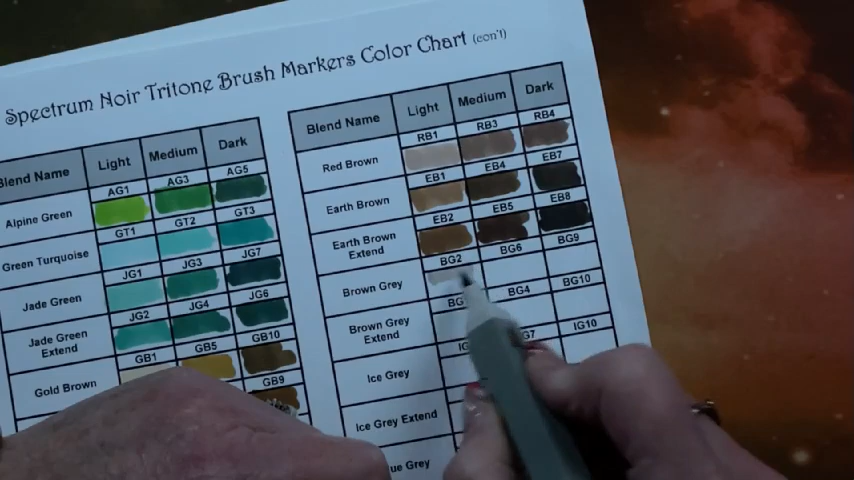 Spectrum Noir Tritone Brush Markers Color Chart (con't)
Blend Name Light Medium Dark
AG1 AG3 AG5
Alpine Green
GT1 GT2 GT3
Green Turquoise
JG1 JG3 JG7
Jade Green
JG2 JG4 JG6
Jade Green
Extend
GB1 GB5 GB10
Gold Brown
GB9
Blend Name Light Medium Dark
RB1 RB3 RB4
Red Brown
EB1 EB4 EB7
Earth Brown
EB2 EB5 EB8
Earth Brown
Extend
BG2 BG6 BG9
Brown Grey
BG4 BG10
Brown Grey
Extend
IG10
Ice Grey
Ice Grey Extend
Grey